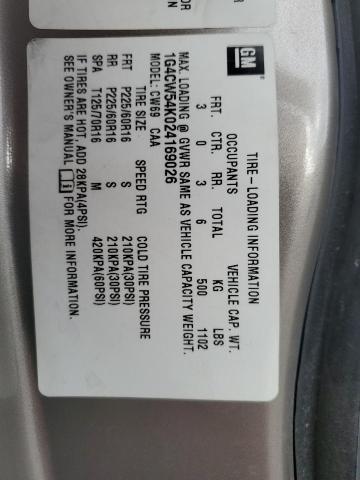 OR
FOR
GM
TIRE-LOADING INFORMATION
OCCUPANTS VEHICLE CAP. WT.
FRT. CTR. RR. TOTAL KG LBS
3 0 3 6 500 1102
MAX. LOADING @ GVWR SAME AS VEHICLE CAPACITY WEIGHT.
1G4CW54K024169026
MODEL: CW69 CAA
TIRE SIZE SPEED RTG COLD TIRE PRESSURE
FRT P225/60R16 S 210KPA(30PSI)
RR P225/60R16 S 210KPA(30PSI)
SPA T125/70R16 M 420KPA(60PSI)
IF TIRES ARE HOT, ADD 28KPA(4PSI).
SEE OWNER'S MANUAL i FOR MORE INFORMATION.